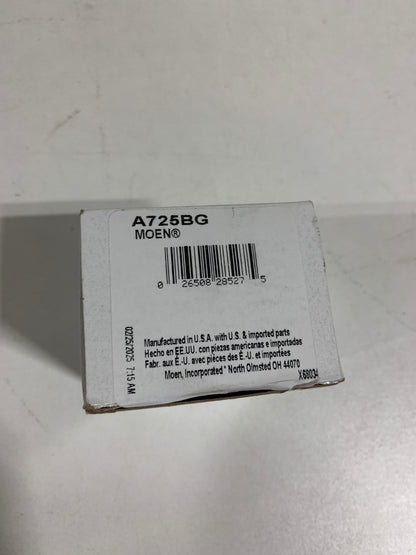 A725BG
MOEN®
0 26508 28527 5
Manufactured in U.S.A. with U.S. & imported parts
Hecho en EE.UU. con piezas americanas e importadas
Fabr. aux É.-U. avec pièces des É.-U. et importées
Moen, Incorporated * North Olmsted OH 44070
X68034
02/25/2025 7:15 AM